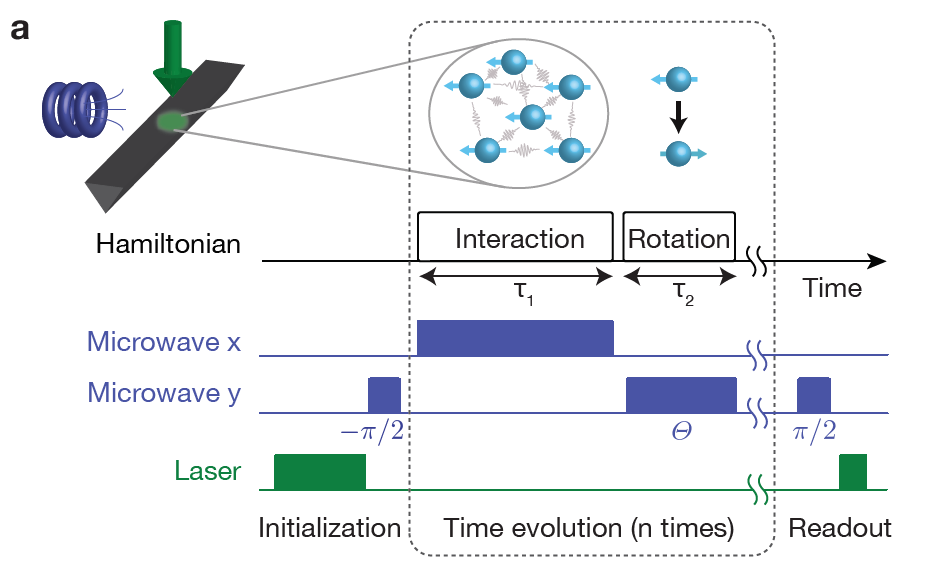 a
Hamiltonian
Interaction
Rotation
τ1
τ2
Time
Microwave x
Microwave y
−π/2
Θ
π/2
Laser
Initialization
Time evolution (n times)
Readout